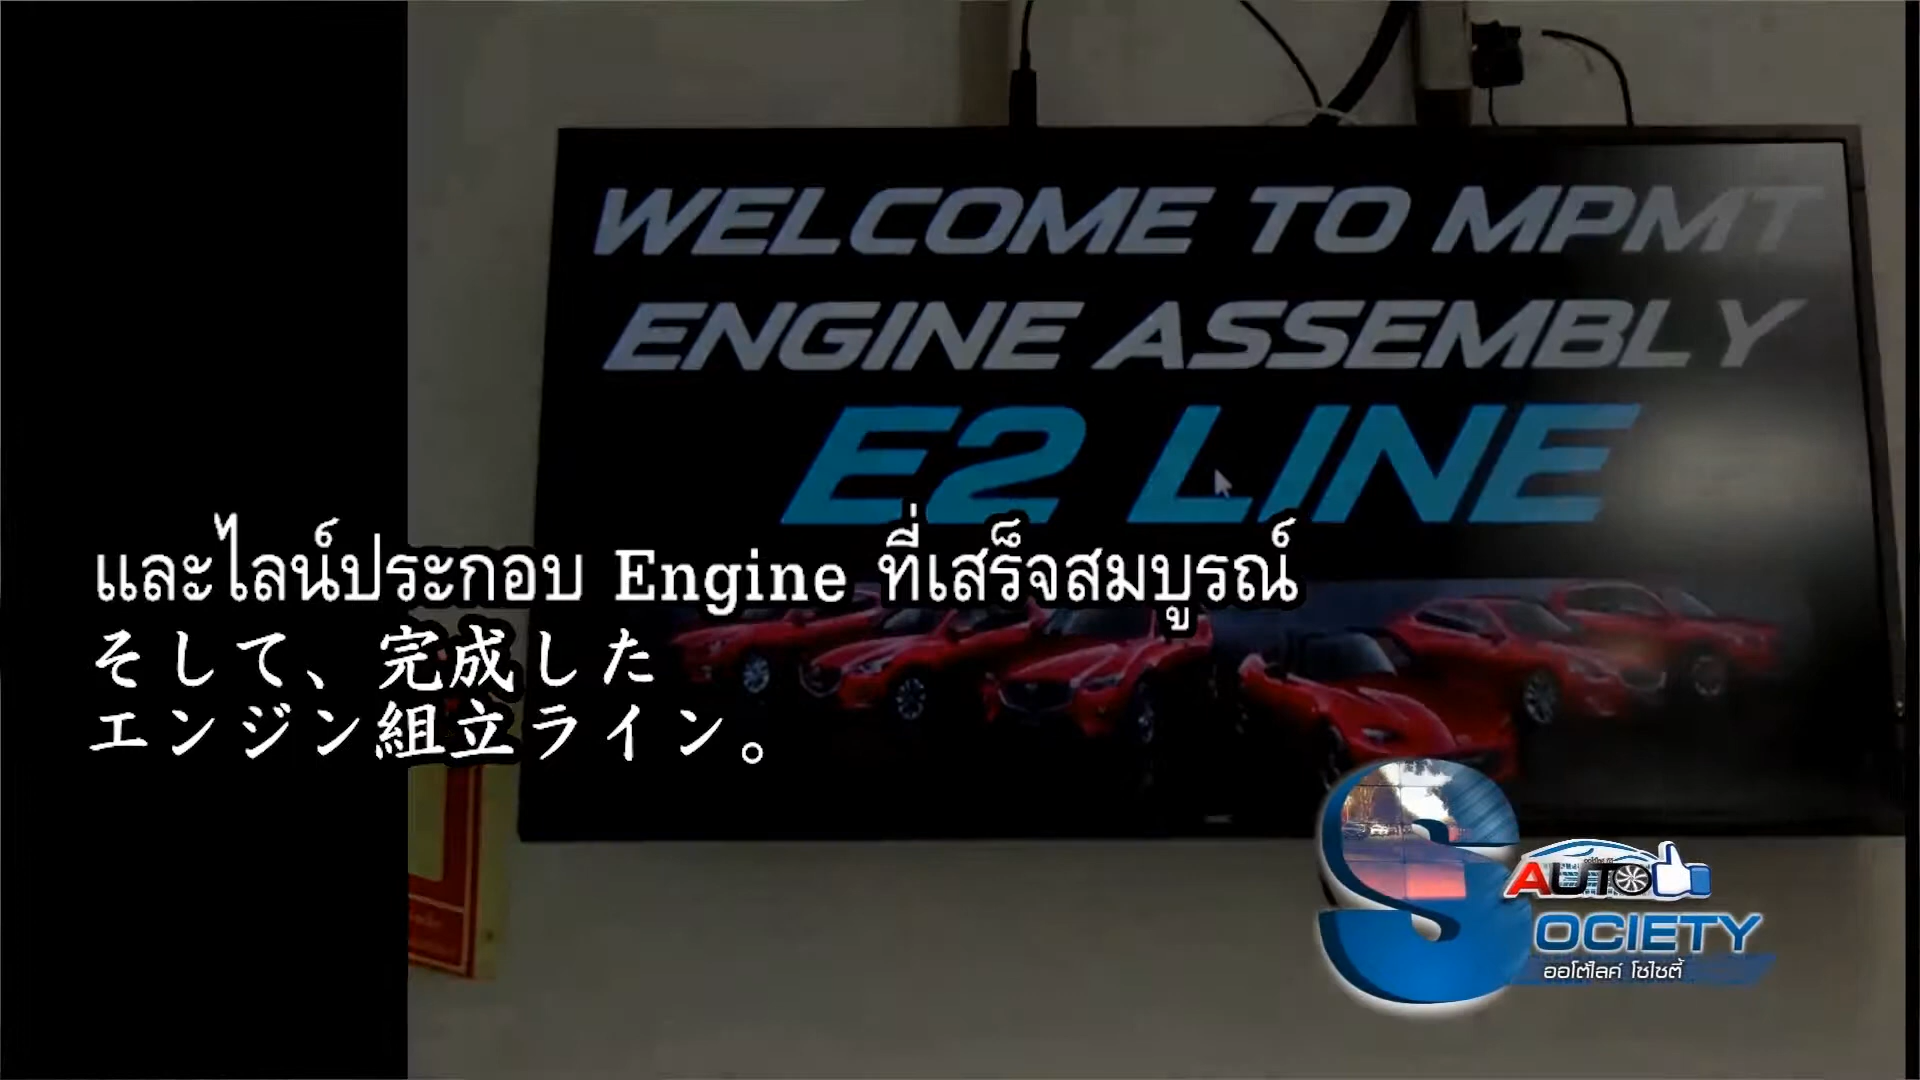 WELCOME TO MPMT
ENGINE ASSEMBLY
E2 LINE
และไลน์ประกอบ Engine ที่เสร็จสมบูรณ์
そして、完成した
エンジン組立ライン。
AUTO
SOCIETY
ออโต้ไลค์ โซไซตี้